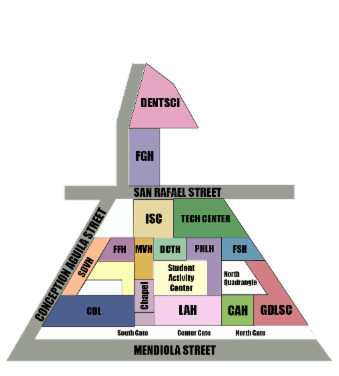 DENTSCI
FGH
SAN RAFAEL STREET
ISC
TECH CENTER
CONCEPTION AGUILA STREET
SDVH
FFH
MVH
DCTH
PHLH
FSH
Student
Activity
Center
North
Quadrangle
Chapel
CDL
LAH
CAH
GDLSC
South Gate
Center Gate
North Gate
MENDIOLA STREET